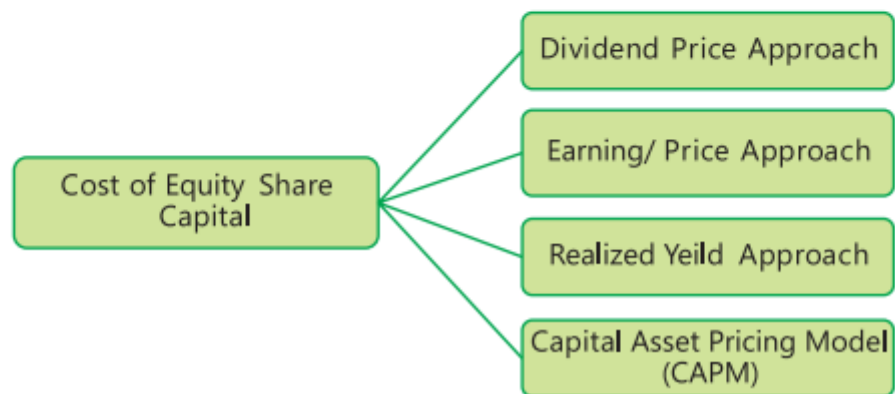 Dividend Price Approach
Earning/ Price Approach
Cost of Equity Share
Capital
Realized Yeild Approach
Capital Asset Pricing Model
(CAPM)